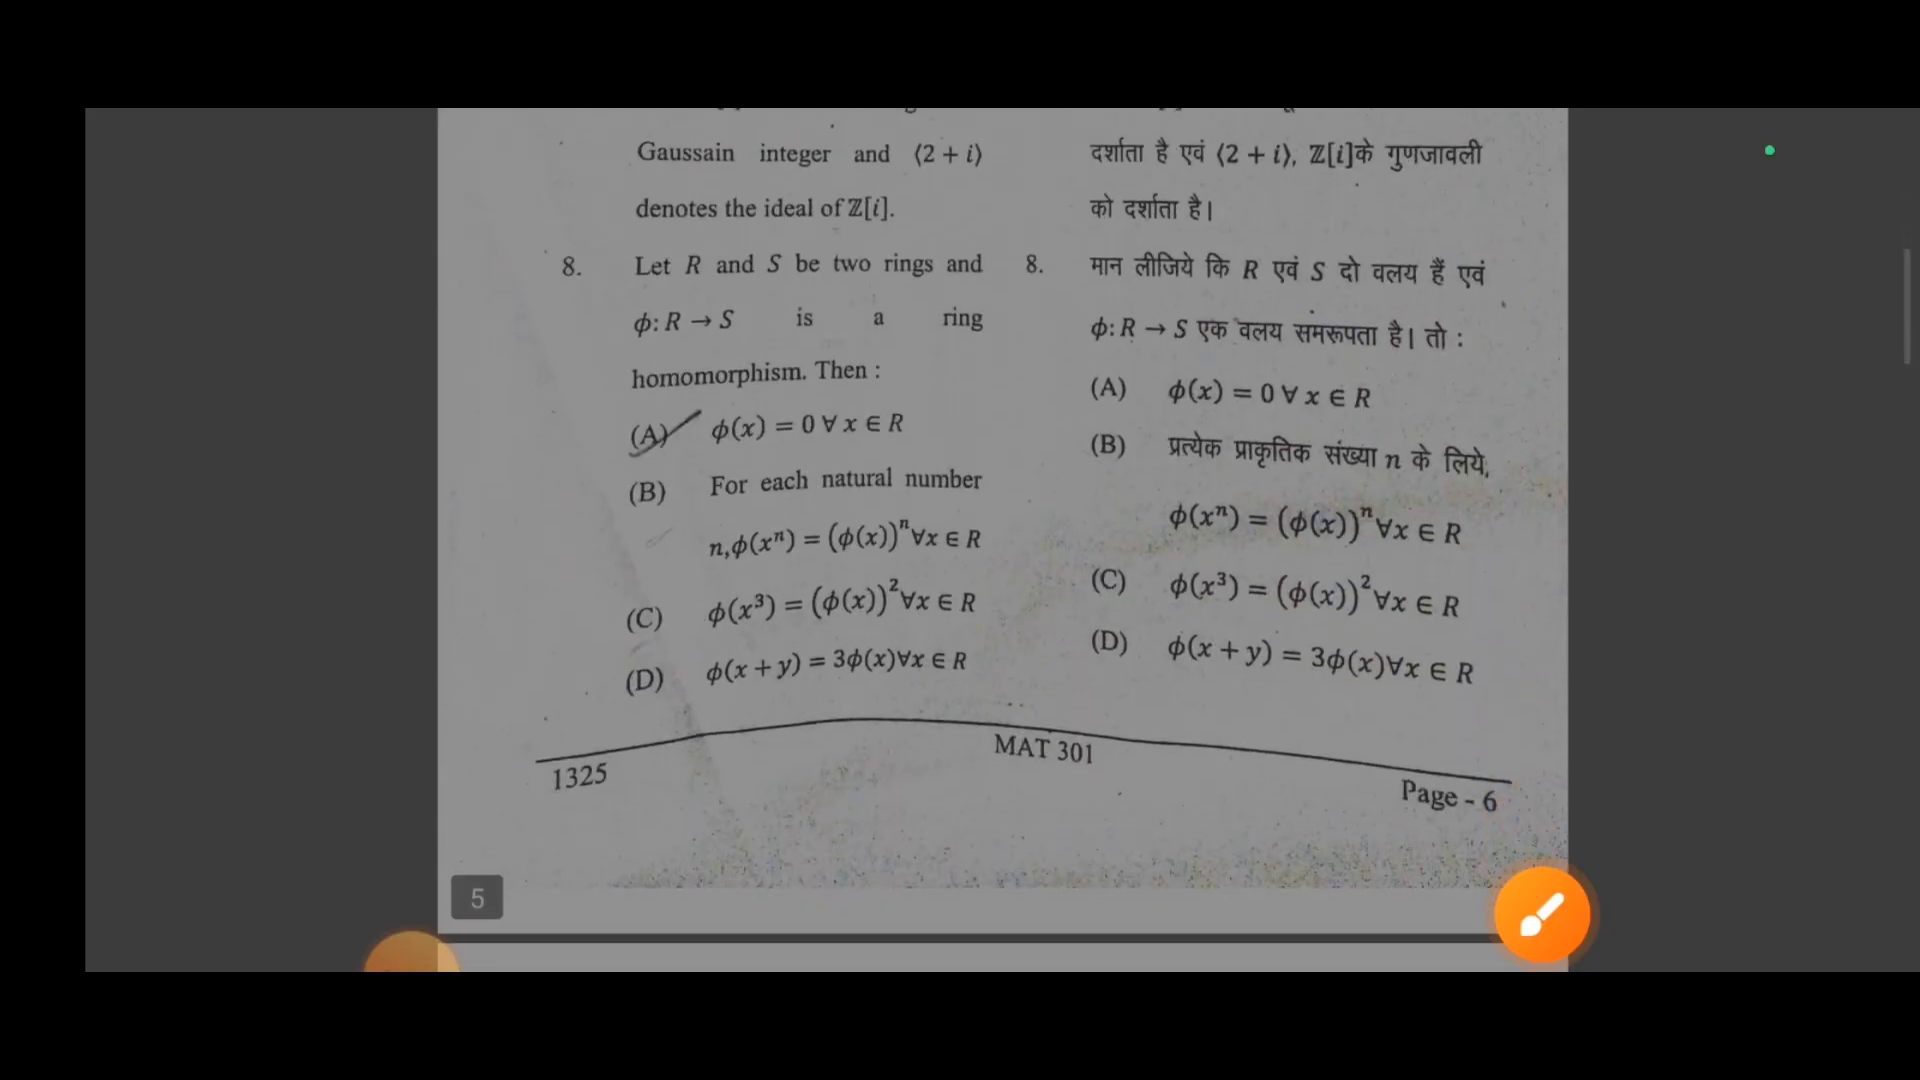 Gaussain integer and ⟨2 + i⟩
denotes the ideal of ℤ[i].
8. Let R and S be two rings and
ϕ: R → S is a ring
homomorphism. Then :
(A) ϕ(x) = 0 ∀ x ∈ R
(B) For each natural number
n,ϕ(xⁿ) = (ϕ(x))ⁿ∀x ∈ R
(C) ϕ(x³) = (ϕ(x))²∀x ∈ R
(D) ϕ(x + y) = 3ϕ(x)∀x ∈ R
दर्शाता है एवं ⟨2 + i⟩, ℤ[i]के गुणजावली
को दर्शाता है।
8. मान लीजिये कि R एवं S दो वलय हैं एवं
ϕ: R → S एक वलय समरूपता है। तो :
(A) ϕ(x) = 0 ∀ x ∈ R
(B) प्रत्येक प्राकृतिक संख्या n के लिये,
ϕ(xⁿ) = (ϕ(x))ⁿ∀x ∈ R
(C) ϕ(x³) = (ϕ(x))²∀x ∈ R
(D) ϕ(x + y) = 3ϕ(x)∀x ∈ R
1325 MAT 301 Page - 6
5